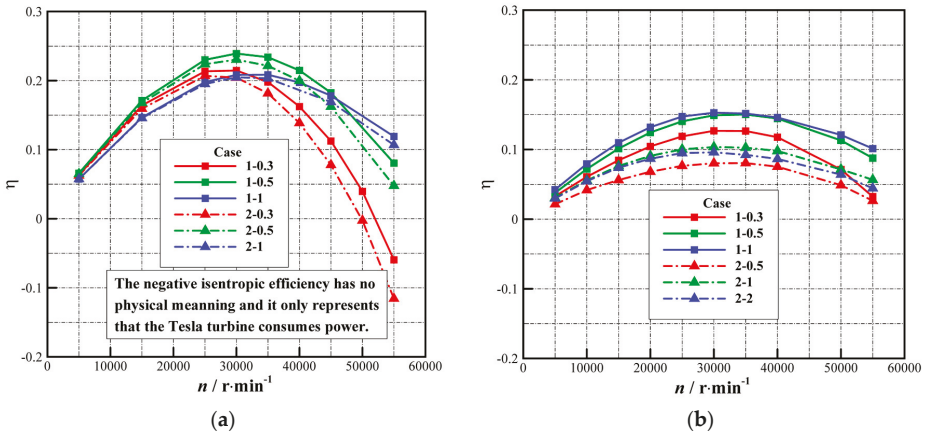 (a)
0.3
0.2
0.1
0
-0.1
-0.2
η
Case
1-0.3
1-0.5
1-1
2-0.3
2-0.5
2-1
The negative isentropic efficiency has no
physical meanning and it only represents
that the Tesla turbine consumes power.
0 10000 20000 30000 40000 50000 60000
n / r·min⁻¹
(b)
0.3
0.2
0.1
0
-0.1
-0.2
η
Case
1-0.3
1-0.5
1-1
2-0.5
2-1
2-2
0 10000 20000 30000 40000 50000 60000
n / r·min⁻¹
(a)
(b)